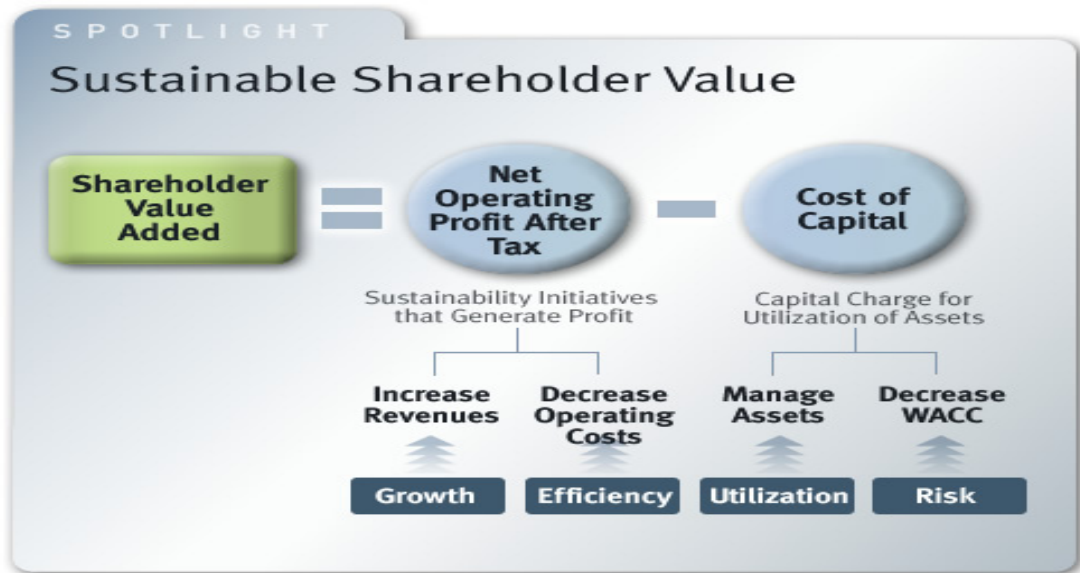 SPOTLIGHT
Sustainable Shareholder Value
Shareholder
Value
Added
Net
Operating
Profit After
Tax
Cost of
Capital
Sustainability Initiatives
that Generate Profit
Capital Charge for
Utilization of Assets
Increase
Revenues
Decrease
Operating
Costs
Manage
Assets
Decrease
WACC
Growth
Efficiency
Utilization
Risk